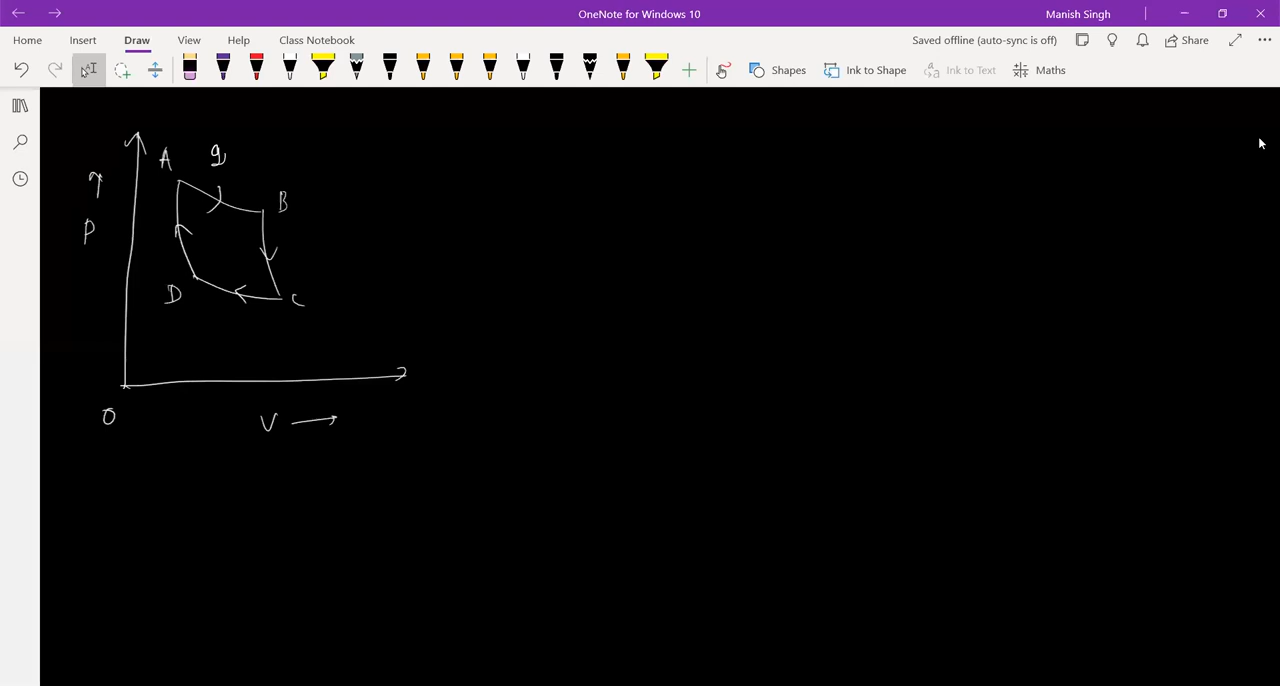 OneNote for Windows 10
Manish Singh
Home Insert Draw View Help Class Notebook
Saved offline (auto-sync is off) Share
Shapes Ink to Shape Ink to Text Maths
A
B
P
D
C
O
V